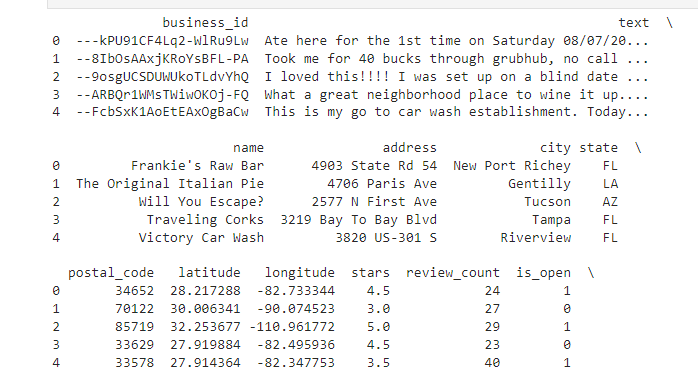 business_id text \
0 ---kPU91CF4Lq2-WlRu9Lw Ate here for the 1st time on Saturday 08/07/20...
1 --8IbOsAAxjKRoYsBFL-PA Took me for 40 bucks through grubhub, no call ...
2 --9osgUCSDUWUkoTLdvYhQ I loved this!!!! I was set up on a blind date ...
3 --ARBQr1WMsTWiwOKOj-FQ What a great neighborhood place to wine it up....
4 --FcbSxK1AoEtEAxOgBaCw This is my go to car wash establishment. Today...
name address city state \
0 Frankie's Raw Bar 4903 State Rd 54 New Port Richey FL
1 The Original Italian Pie 4706 Paris Ave Gentilly LA
2 Will You Escape? 2577 N First Ave Tucson AZ
3 Traveling Corks 3219 Bay To Bay Blvd Tampa FL
4 Victory Car Wash 3820 US-301 S Riverview FL
postal_code latitude longitude stars review_count is_open \
0 34652 28.217288 -82.733344 4.5 24 1
1 70122 30.006341 -90.074523 3.0 27 0
2 85719 32.253677 -110.961772 5.0 29 1
3 33629 27.919884 -82.495936 4.5 23 0
4 33578 27.914364 -82.347753 3.5 40 1